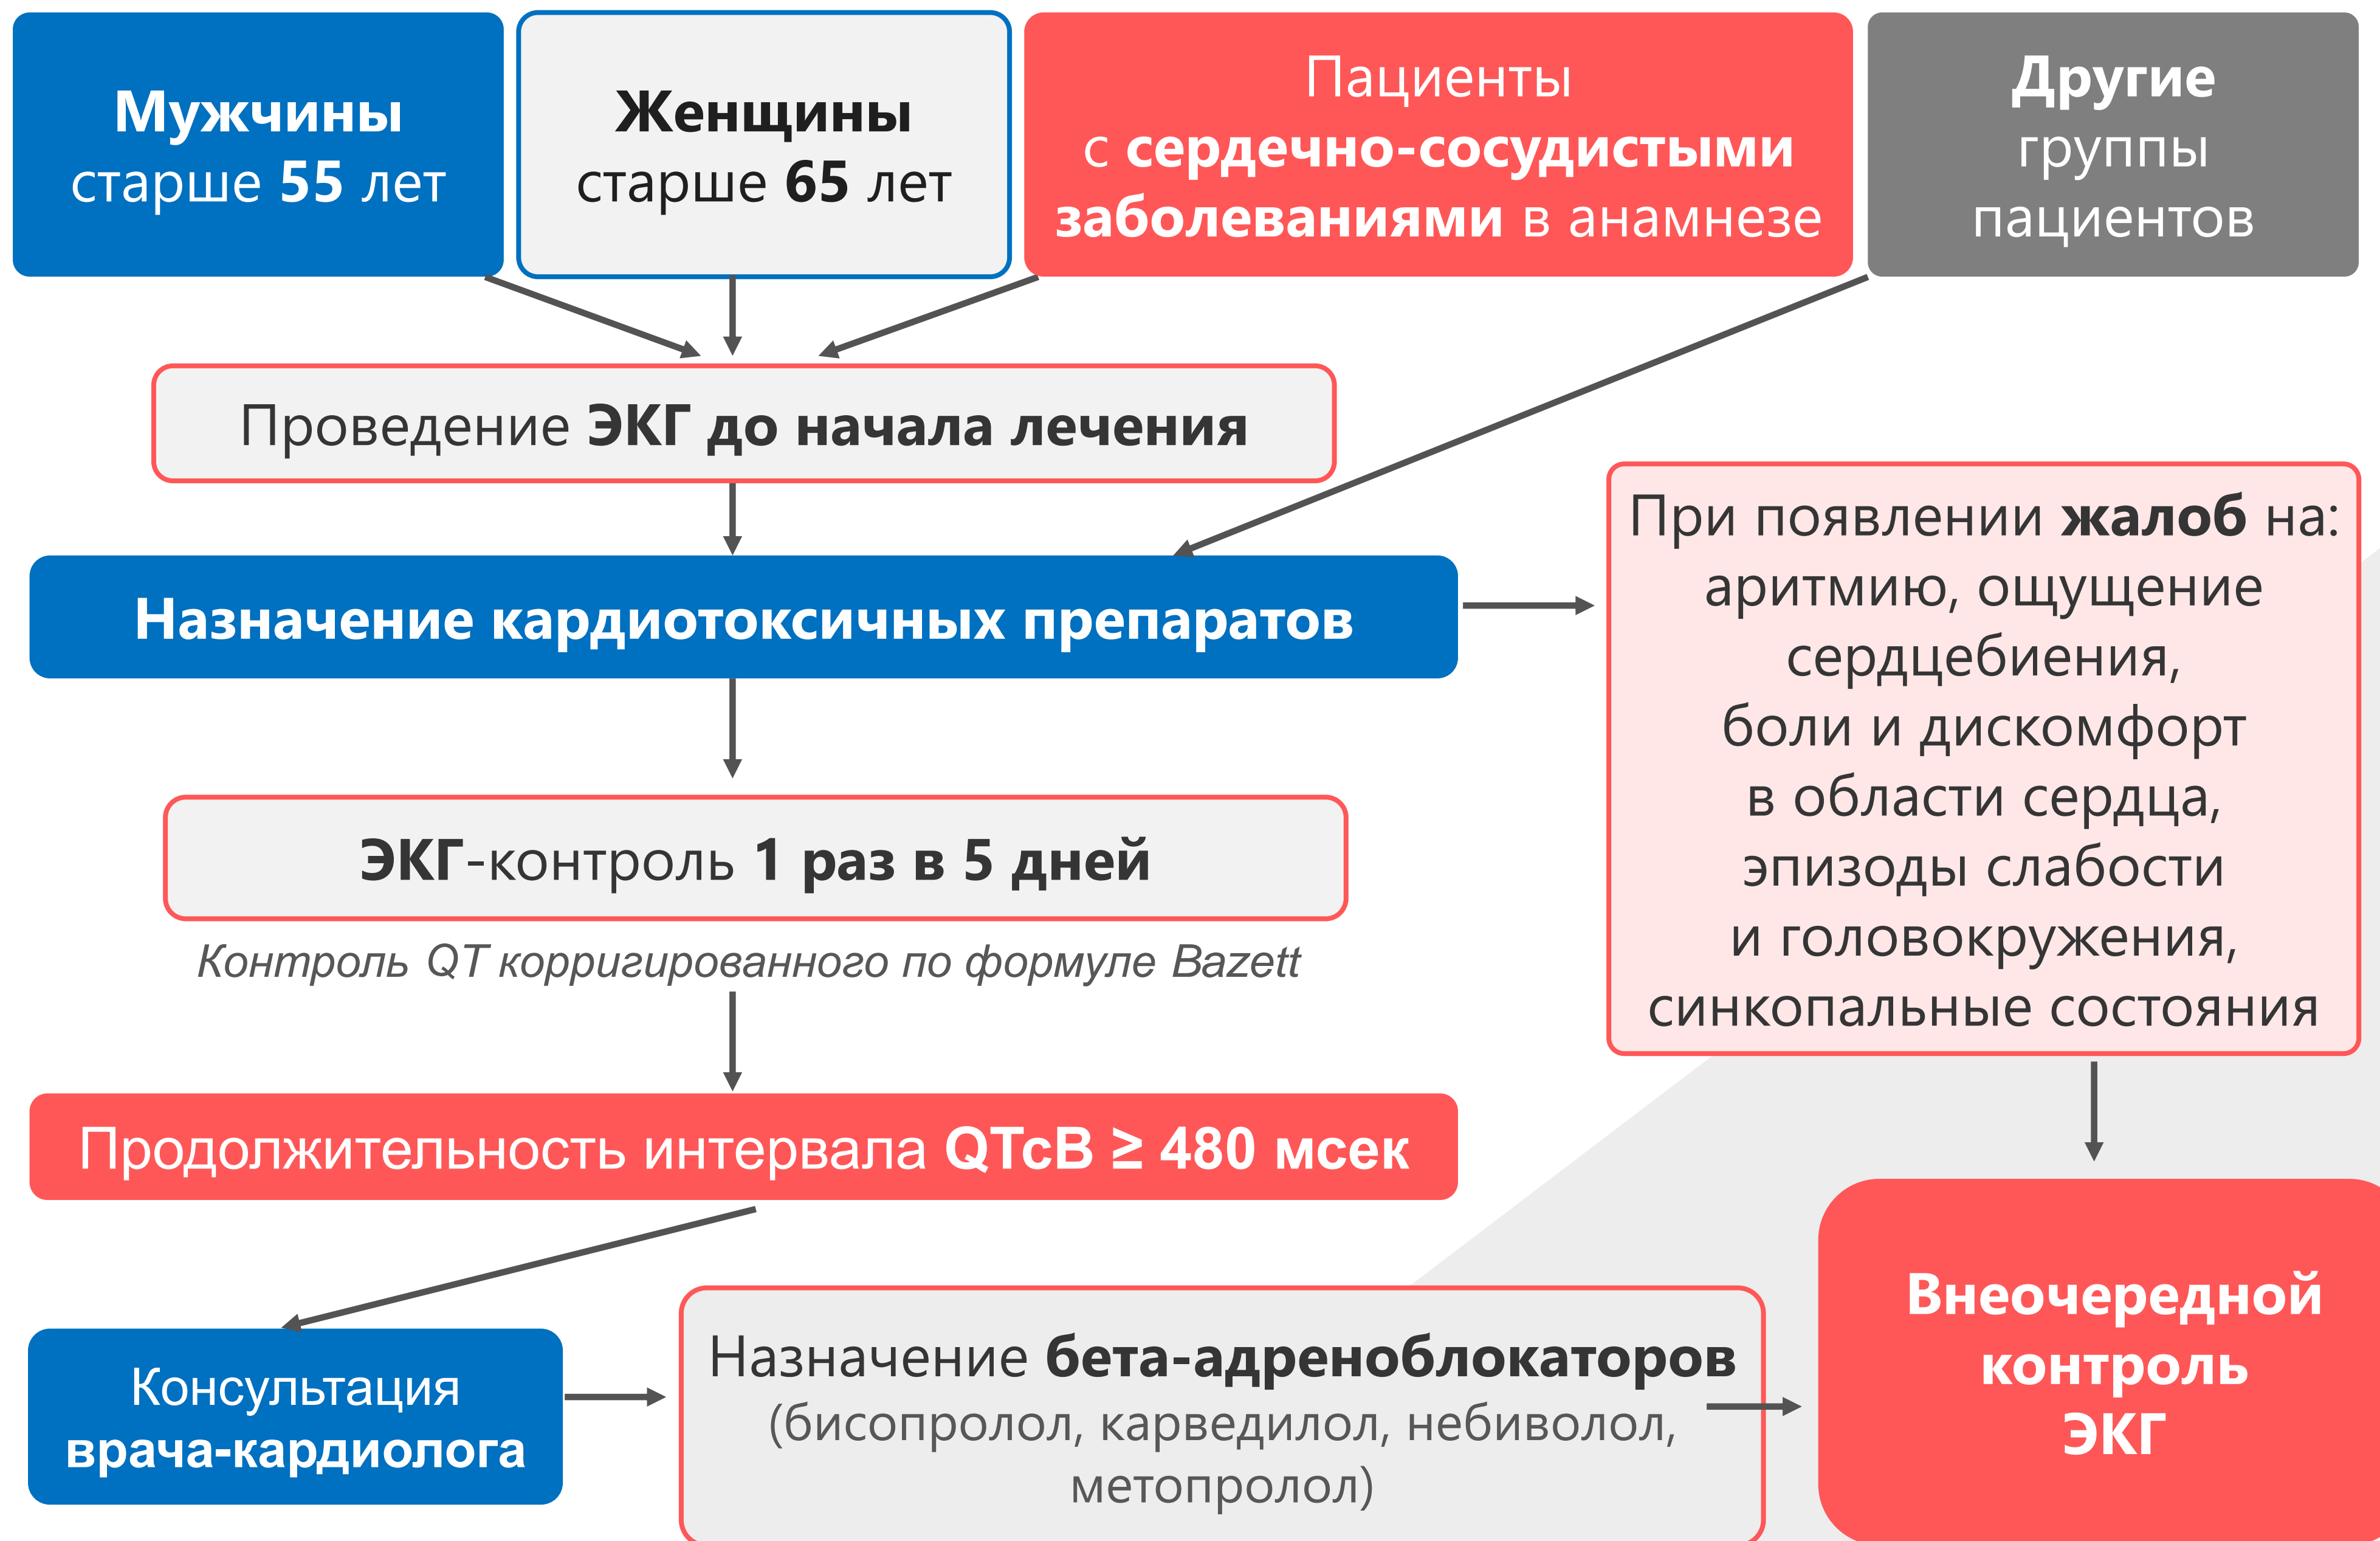 Мужчины
старше 55 лет
Женщины
старше 65 лет
Пациенты
с сердечно-сосудистыми
заболеваниями в анамнезе
Другие
группы
пациентов
Проведение ЭКГ до начала лечения
Назначение кардиотоксичных препаратов
При появлении жалоб на:
аритмию, ощущение
сердцебиения,
боли и дискомфорт
в области сердца,
эпизоды слабости
и головокружения,
синкопальные состояния
ЭКГ-контроль 1 раз в 5 дней
Контроль QT корригированного по формуле Bazett
Продолжительность интервала QTcB ≥ 480 мсек
Консультация
врача-кардиолога
Назначение бета-адреноблокаторов
(бисопролол, карведилол, небиволол,
метопролол)
Внеочередной
контроль
ЭКГ